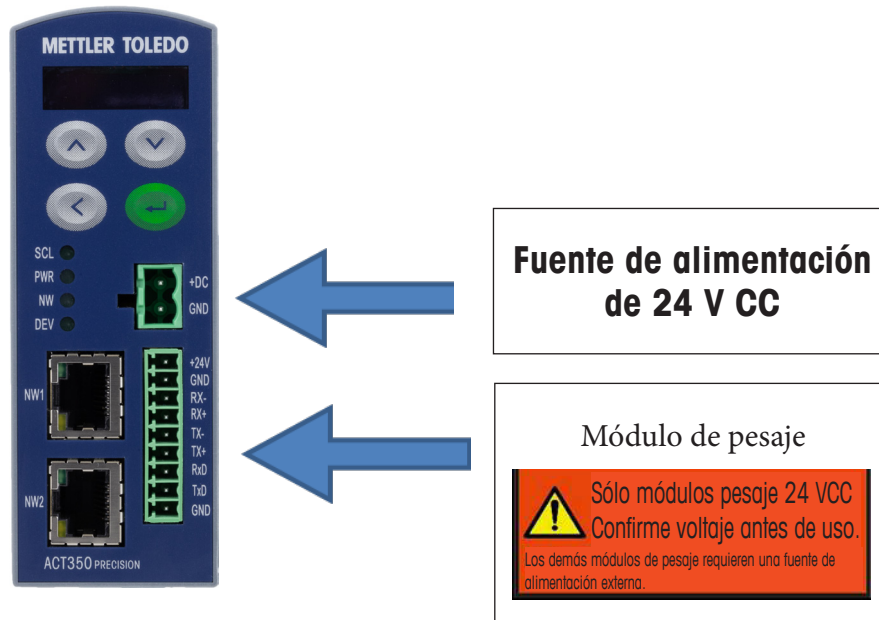 METTLER TOLEDO
SCL
PWR
NW
DEV
+DC
GND
NW1
NW2
+24V
GND
RX-
RX+
TX-
TX+
RxD
TxD
GND
ACT350 PRECISION
Fuente de alimentación
de 24 V CC
Módulo de pesaje
Sólo módulos pesaje 24 VCC
Confirme voltaje antes de uso.
Los demás módulos de pesaje requieren una fuente de
alimentación externa.